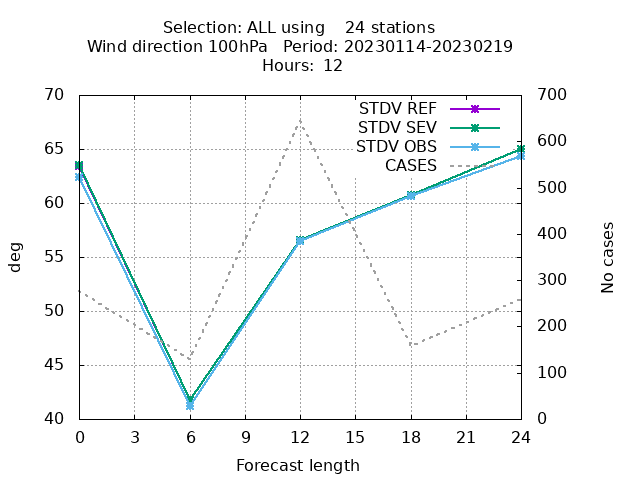 Selection: ALL using    24 stations
Wind direction 100hPa   Period: 20230114-20230219
Hours:  12
70 700
STDV REF
STDV SEV
STDV OBS
CASES
65 600
60 500
55 400
50 300
45 200
40 100
0
deg
No cases
0 3 6 9 12 15 18 21 24
Forecast length